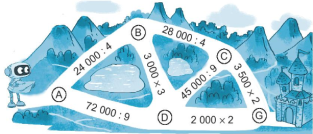 B
28 000 : 4
24 000 : 4
3 000 × 3
C
45 000 : 9
3 500 × 2
A
72 000 : 9
D
2 000 × 2
G